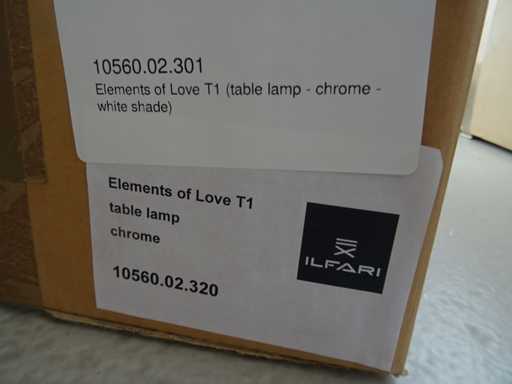 10560.02.301
Elements of Love T1 (table lamp - chrome -
white shade)
Elements of Love T1
table lamp
chrome
10560.02.320
ILFARI